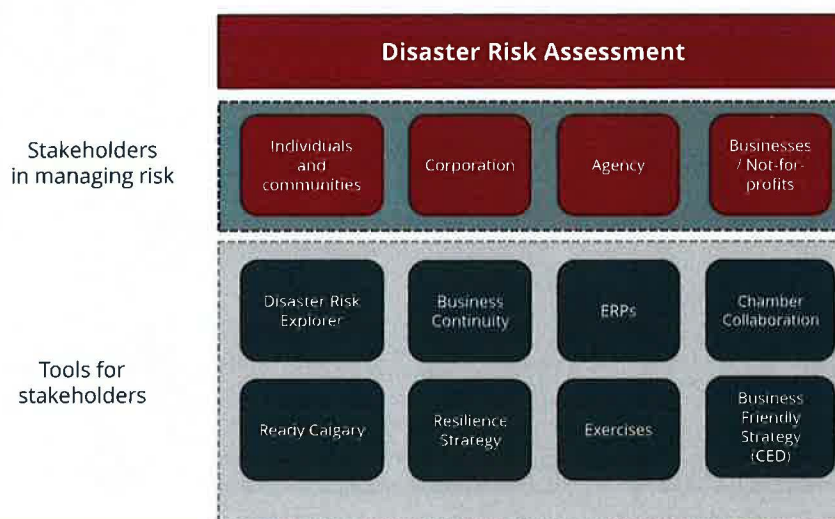 Disaster Risk Assessment
Stakeholders
in managing risk
Individuals
and
communities
Corporation
Agency
Businesses
/ Not-for-
profits
Tools for
stakeholders
Disaster Risk
Explorer
Business
Continuity
ERPs
Chamber
Collaboration
Ready Calgary
Resilience
Strategy
Exercises
Business
Friendly
Strategy
(CED)